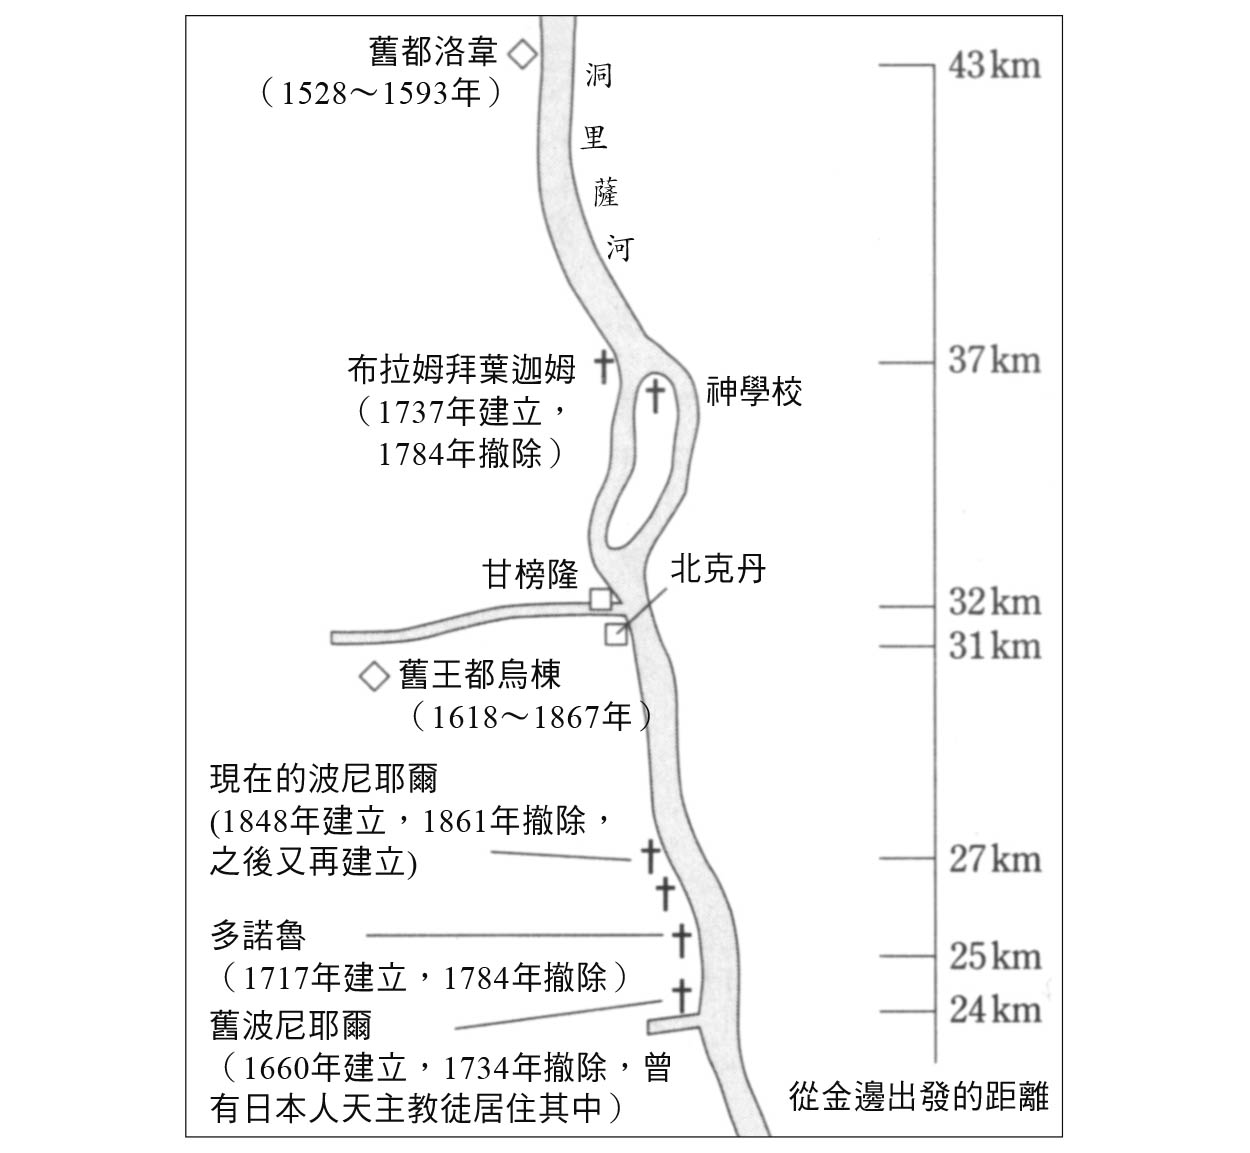 舊都洛韋
（1528～1593年）
洞
里
薩
河
43km
布拉姆拜葉迦姆
（1737年建立，
1784年撤除）
神學校
37km
甘榜隆
北克丹
32km
31km
舊王都烏棟
（1618～1867年）
現在的波尼耶爾
(1848年建立，1861年撤除，
之後又再建立)
27km
多諾魯
（1717年建立，1784年撤除）
25km
舊波尼耶爾
（1660年建立，1734年撤除，曾
有日本人天主教徒居住其中）
24km
從金邊出發的距離